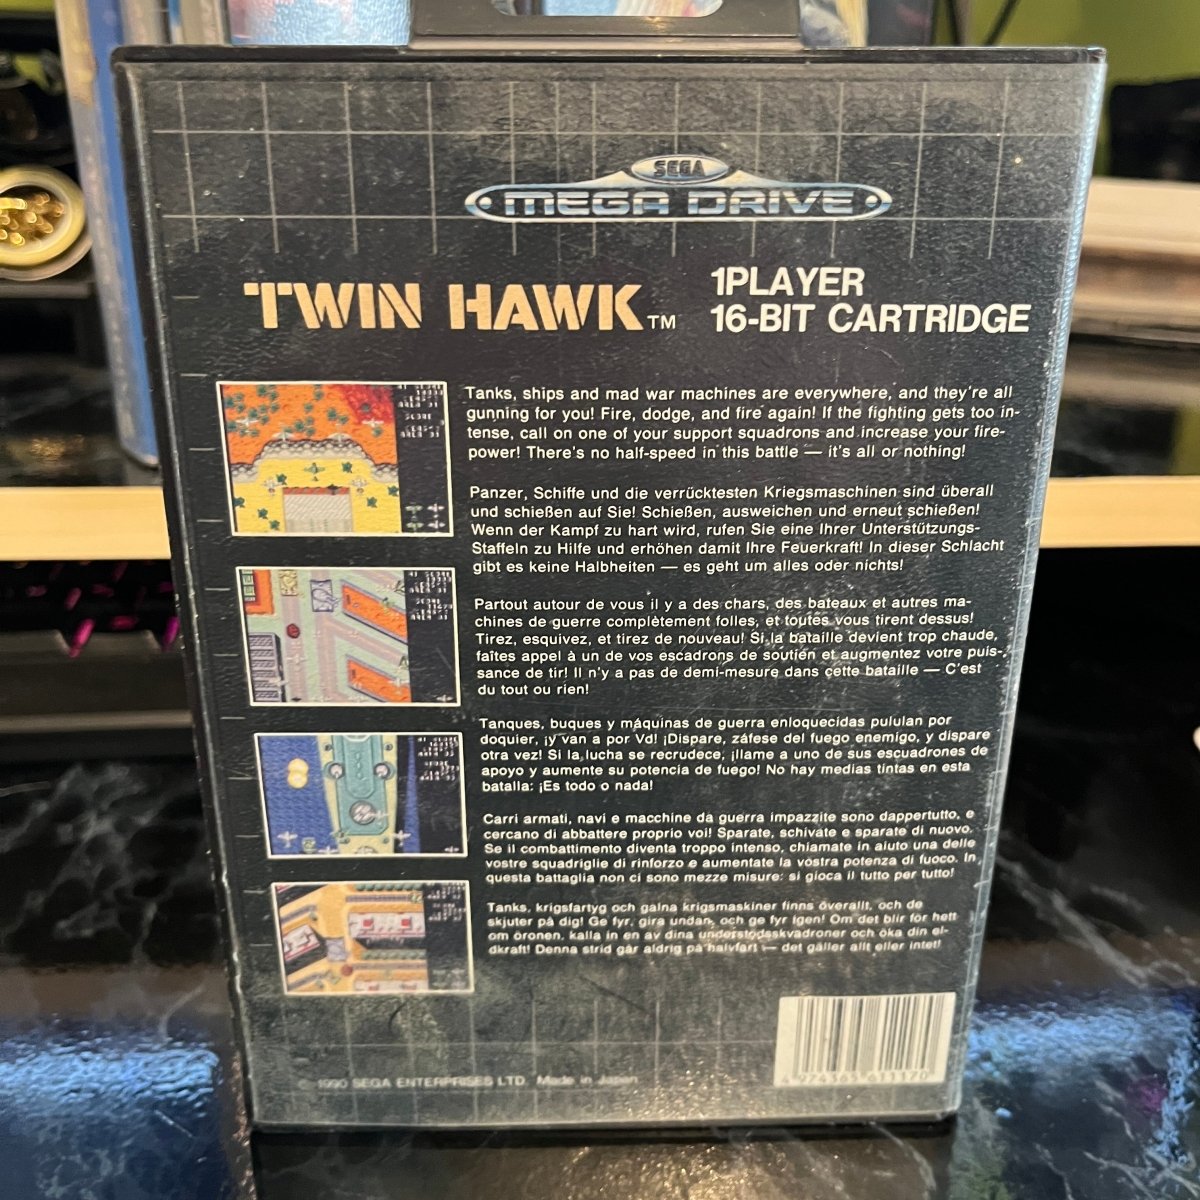 SEGA
MEGA DRIVE
TWIN HAWK™
1PLAYER
16-BIT CARTRIDGE
Tanks, ships and mad war machines are everywhere, and they're all
gunning for you! Fire, dodge, and fire again! If the fighting gets too in-
tense, call on one of your support squadrons and increase your fire-
power! There's no half-speed in this battle — it's all or nothing!
Panzer, Schiffe und die verrücktesten Kriegsmaschinen sind überall
und schießen auf Sie! Schießen, ausweichen und erneut schießen!
Wenn der Kampf zu hart wird, rufen Sie eine Ihrer Unterstützungs-
Staffeln zu Hilfe und erhöhen damit Ihre Feuerkraft! In dieser Schlacht
gibt es keine Halbheiten — es geht um alles oder nichts!
Partout autour de vous il y a des chars, des bateaux et autres ma-
chines de guerre complètement folles, et toutes vous tirent dessus!
Tirez, esquivez, et tirez de nouveau! Si la bataille devient trop chaude,
faîtes appel à un de vos escadrons de soutien et augmentez votre puis-
sance de tir! Il n'y a pas de demi-mesure dans cette bataille — C'est
du tout ou rien!
Tanques, buques y máquinas de guerra enloquecidas pululan por
doquier, ¡y van a por Vd! ¡Dispare, záfese del fuego enemigo, y dispare
otra vez! Si la lucha se recrudece, ¡llame a uno de sus escuadrones de
apoyo y aumente su potencia de fuego! No hay medias tintas en esta
batalla: ¡Es todo o nada!
Carri armati, navi e macchine da guerra impazzite sono dappertutto, e
cercano di abbattere proprio voi! Sparate, schivate e sparate di nuovo.
Se il combattimento diventa troppo intenso, chiamate in aiuto una delle
vostre squadriglie di rinforzo e aumentate la vostra potenza di fuoco. In
questa battaglia non ci sono mezze misure: si gioca il tutto per tutto!
Tanks, krigsfartyg och galna krigsmaskiner finns överallt, och de
skjuter på dig! Ge fyr, gira undan, och ge fyr igen! Om det blir för hett
om öronen, kalla in en av dina understödsskvadroner och öka din el-
dkraft! Denna strid går aldrig på halvfart — det gäller allt eller intet!
© 1990 SEGA ENTERPRISES LTD. Made in Japan
4 974365 611170